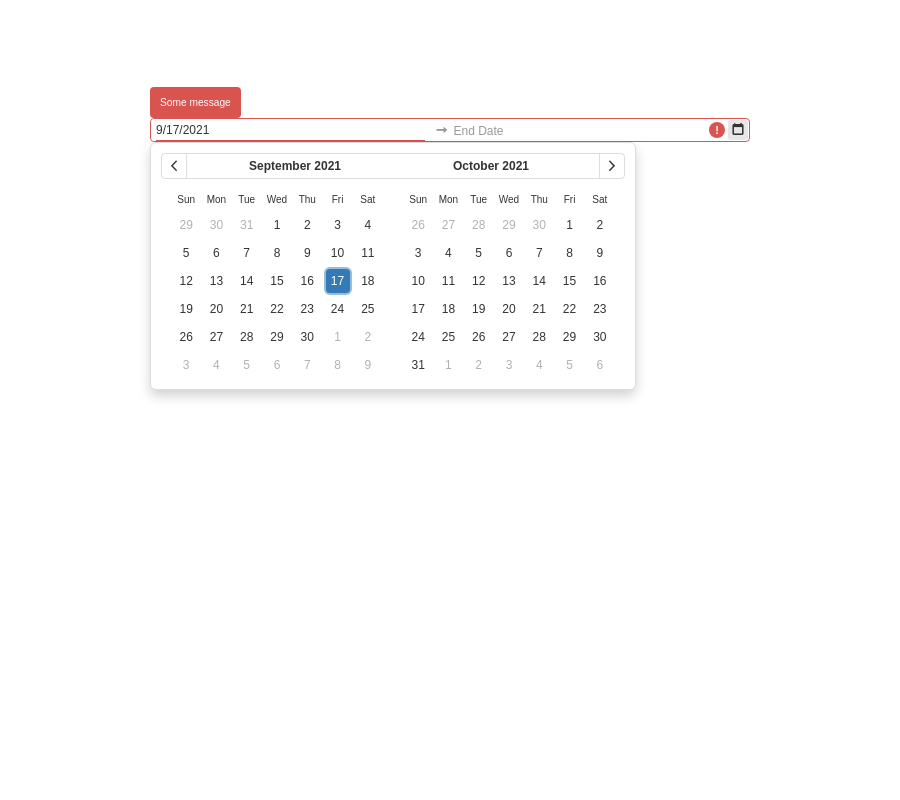 Some message
9/17/2021 End Date
September 2021 October 2021
Sun Mon Tue Wed Thu Fri Sat Sun Mon Tue Wed Thu Fri Sat
29 30 31 1 2 3 4 26 27 28 29 30 1 2
5 6 7 8 9 10 11 3 4 5 6 7 8 9
12 13 14 15 16 17 18 10 11 12 13 14 15 16
19 20 21 22 23 24 25 17 18 19 20 21 22 23
26 27 28 29 30 1 2 24 25 26 27 28 29 30
3 4 5 6 7 8 9 31 1 2 3 4 5 6